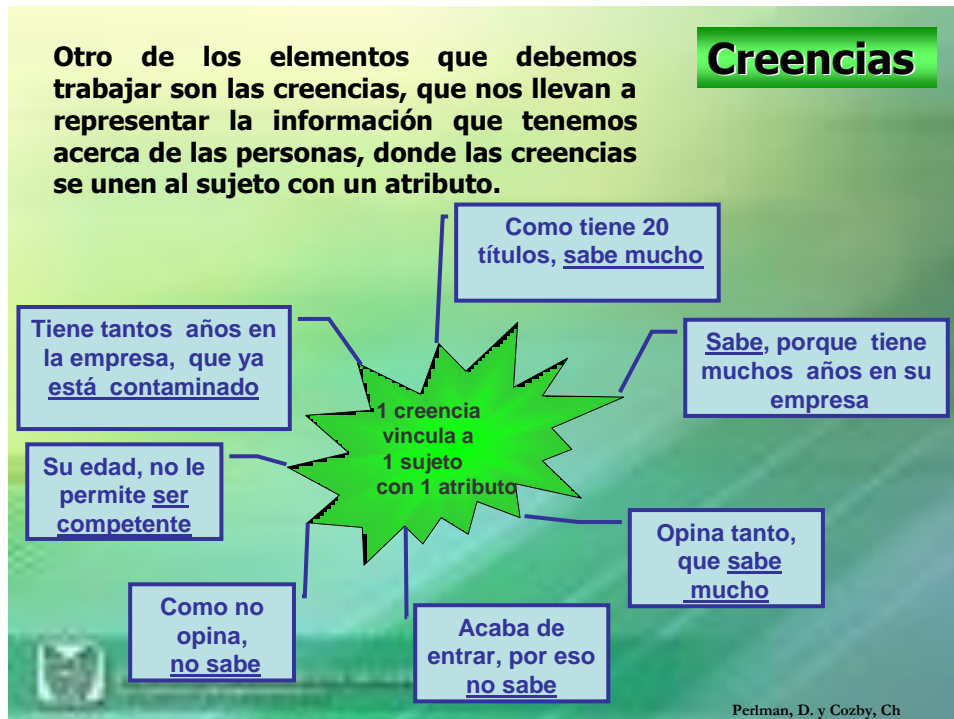 Creencias
Otro de los elementos que debemos
trabajar son las creencias, que nos llevan a
representar la información que tenemos
acerca de las personas, donde las creencias
se unen al sujeto con un atributo.
Como tiene 20
títulos, sabe mucho
Tiene tantos años en
la empresa, que ya
está contaminado
Sabe, porque tiene
muchos años en su
empresa
1 creencia
vincula a
1 sujeto
con 1 atributo
Su edad, no le
permite ser
competente
Opina tanto,
que sabe
mucho
Como no
opina,
no sabe
Acaba de
entrar, por eso
no sabe
Perlman, D. y Cozby, Ch